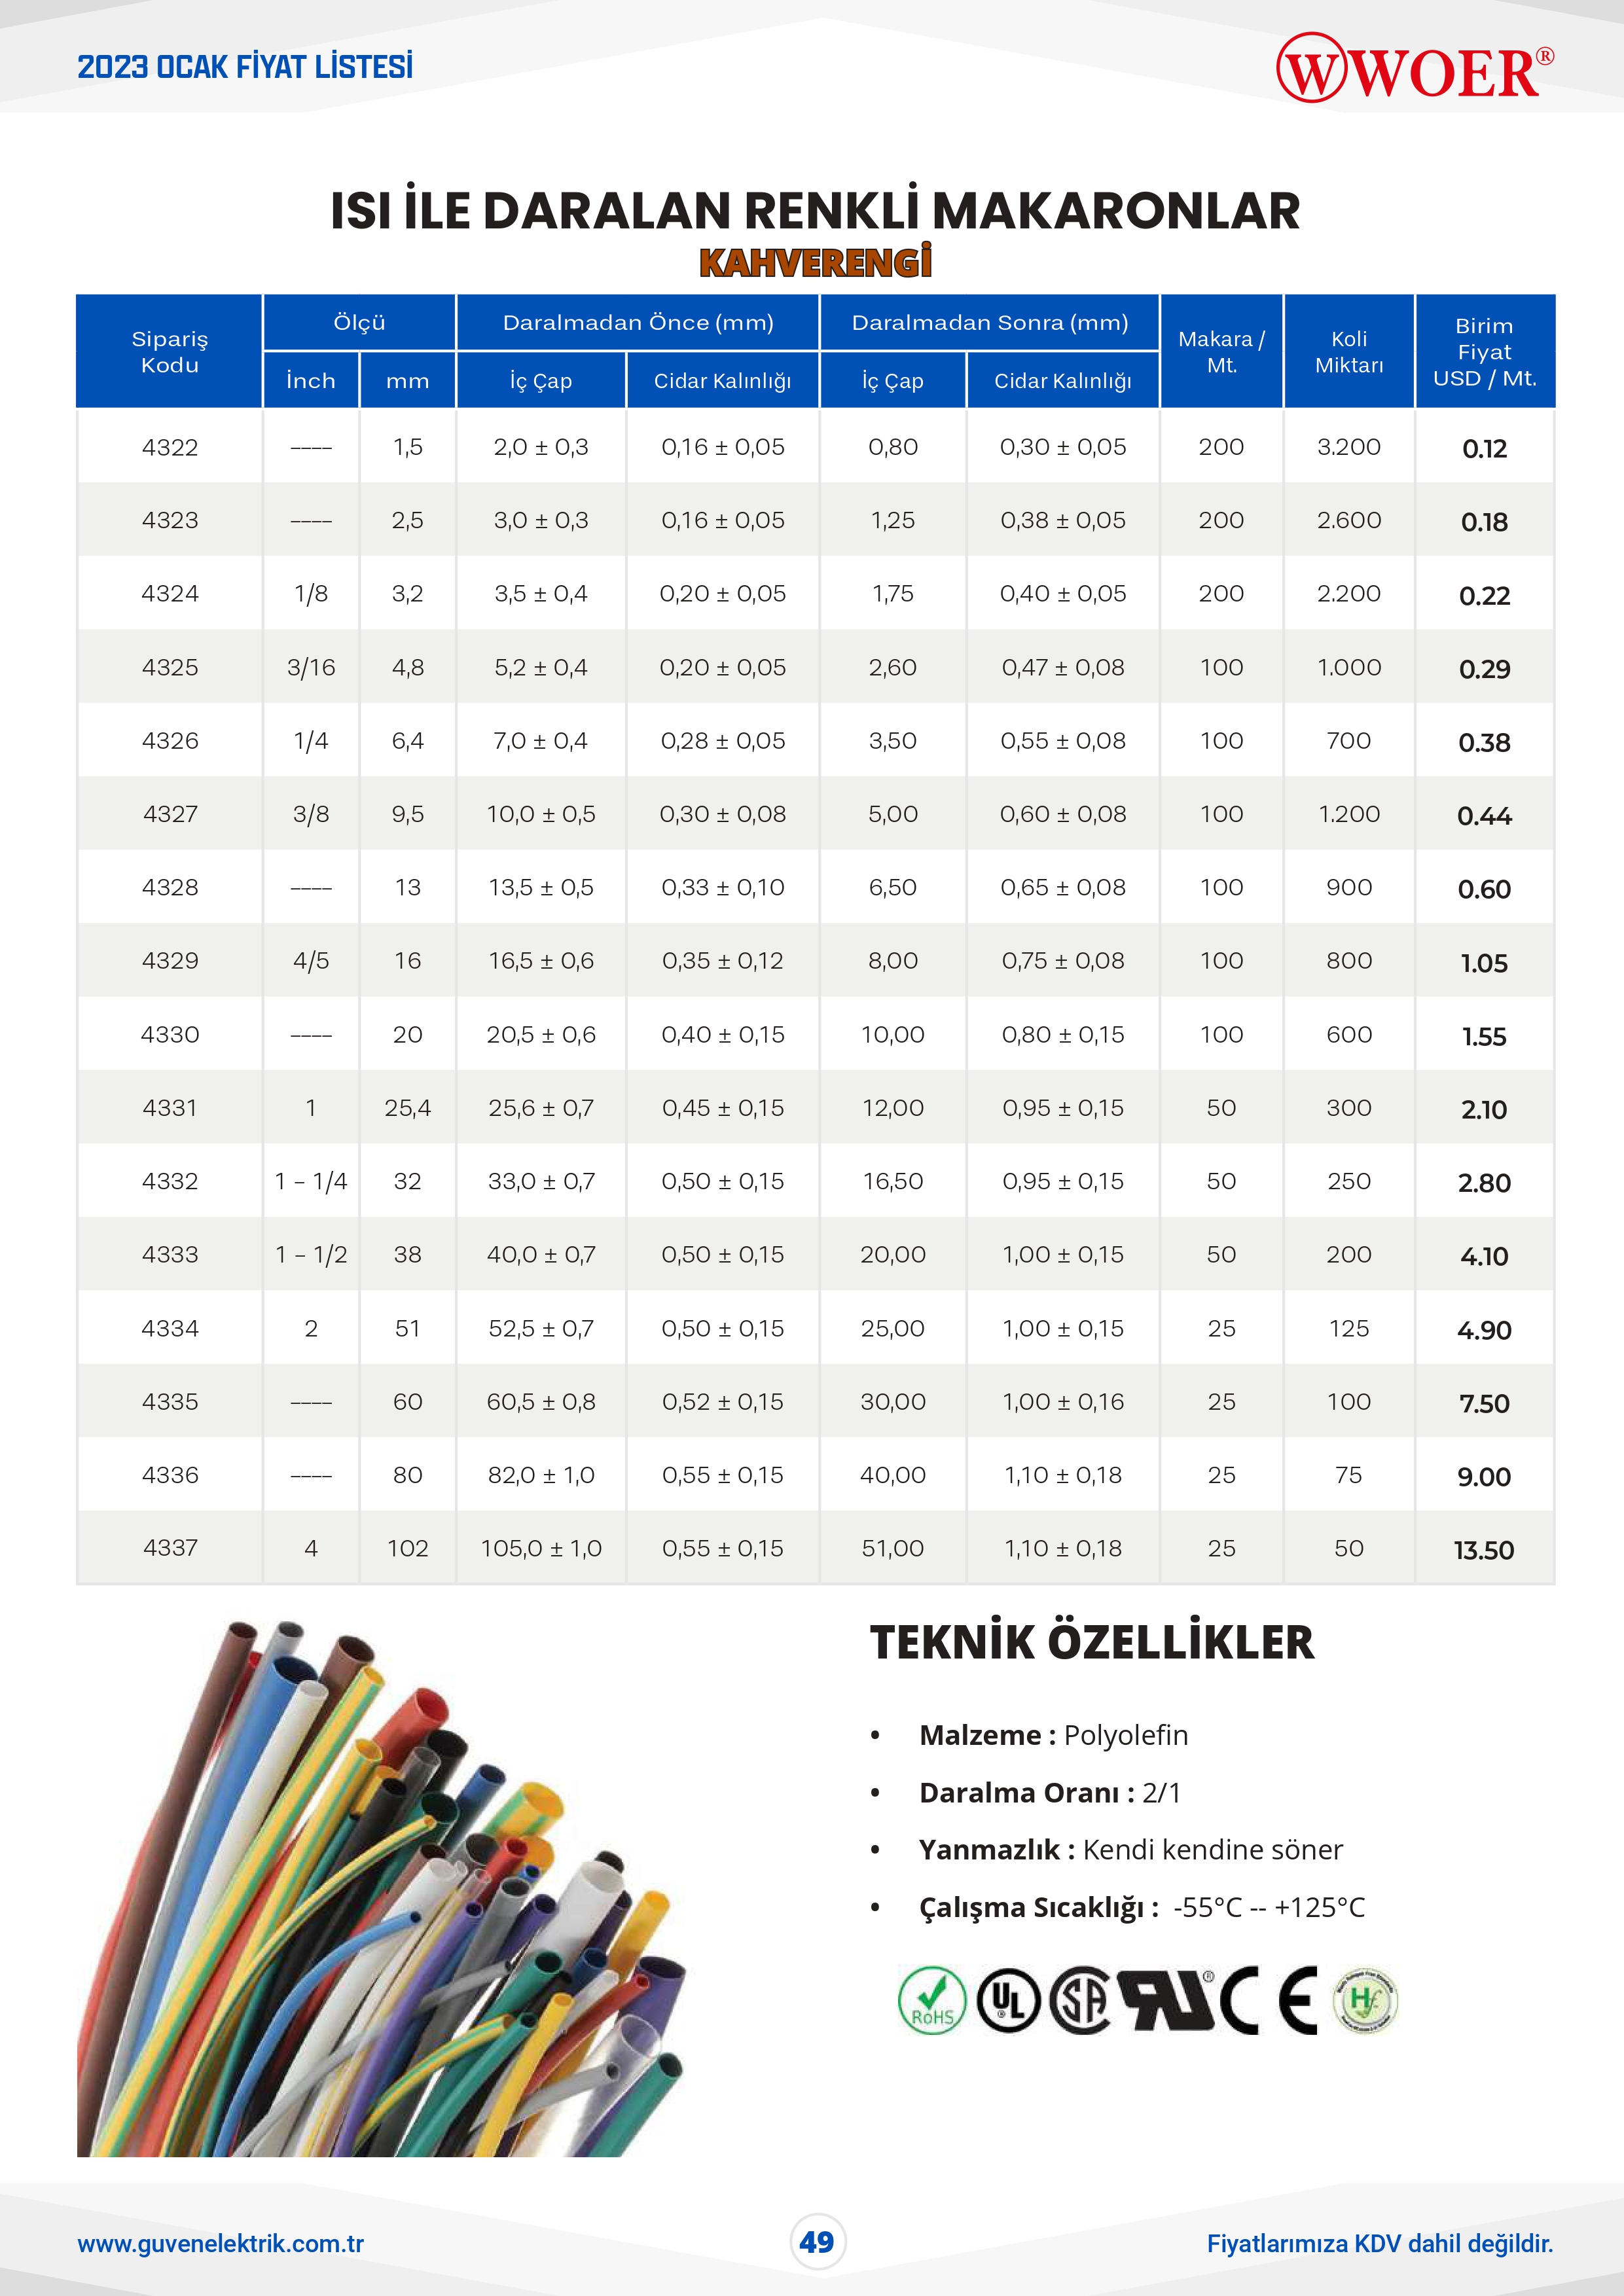 2023 OCAK FİYAT LİSTESİ
W WOER®
ISI İLE DARALAN RENKLİ MAKARONLAR
KAHVERENGİ
Sipariş Kodu Ölçü Daralmadan Önce (mm) Daralmadan Sonra (mm) Makara / Mt. Koli Miktarı Birim Fiyat USD / Mt.
İnch mm İç Çap Cidar Kalınlığı İç Çap Cidar Kalınlığı
4322 ---- 1,5 2,0 ± 0,3 0,16 ± 0,05 0,80 0,30 ± 0,05 200 3.200 0.12
4323 ---- 2,5 3,0 ± 0,3 0,16 ± 0,05 1,25 0,38 ± 0,05 200 2.600 0.18
4324 1/8 3,2 3,5 ± 0,4 0,20 ± 0,05 1,75 0,40 ± 0,05 200 2.200 0.22
4325 3/16 4,8 5,2 ± 0,4 0,20 ± 0,05 2,60 0,47 ± 0,08 100 1.000 0.29
4326 1/4 6,4 7,0 ± 0,4 0,28 ± 0,05 3,50 0,55 ± 0,08 100 700 0.38
4327 3/8 9,5 10,0 ± 0,5 0,30 ± 0,08 5,00 0,60 ± 0,08 100 1.200 0.44
4328 ---- 13 13,5 ± 0,5 0,33 ± 0,10 6,50 0,65 ± 0,08 100 900 0.60
4329 4/5 16 16,5 ± 0,6 0,35 ± 0,12 8,00 0,75 ± 0,08 100 800 1.05
4330 ---- 20 20,5 ± 0,6 0,40 ± 0,15 10,00 0,80 ± 0,15 100 600 1.55
4331 1 25,4 25,6 ± 0,7 0,45 ± 0,15 12,00 0,95 ± 0,15 50 300 2.10
4332 1 - 1/4 32 33,0 ± 0,7 0,50 ± 0,15 16,50 0,95 ± 0,15 50 250 2.80
4333 1 - 1/2 38 40,0 ± 0,7 0,50 ± 0,15 20,00 1,00 ± 0,15 50 200 4.10
4334 2 51 52,5 ± 0,7 0,50 ± 0,15 25,00 1,00 ± 0,15 25 125 4.90
4335 ---- 60 60,5 ± 0,8 0,52 ± 0,15 30,00 1,00 ± 0,16 25 100 7.50
4336 ---- 80 82,0 ± 1,0 0,55 ± 0,15 40,00 1,10 ± 0,18 25 75 9.00
4337 4 102 105,0 ± 1,0 0,55 ± 0,15 51,00 1,10 ± 0,18 25 50 13.50
TEKNİK ÖZELLİKLER
• Malzeme : Polyolefin
• Daralma Oranı : 2/1
• Yanmazlık : Kendi kendine söner
• Çalışma Sıcaklığı : -55°C -- +125°C
RoHS UL® SA RU® CE Hf
www.guvenelektrik.com.tr
49
Fiyatlarımıza KDV dahil değildir.